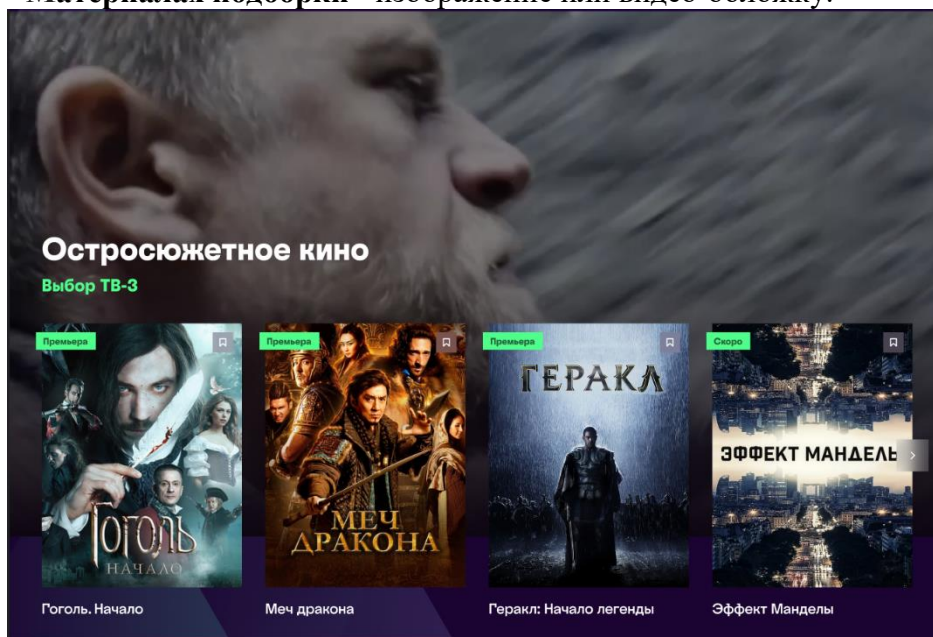 Материалах подборки - изображение или видео-обложку.
Остросюжетное кино
Выбор ТВ-3
Премьера
Премьера
Премьера
Скоро
ГЕРАКЛ
ЭФФЕКТ МАНДЕЛЫ
ГОГОЛЬ
НАЧАЛО
МЕЧ
ДРАКОНА
Гоголь. Начало
Меч дракона
Геракл: Начало легенды
Эффект Манделы